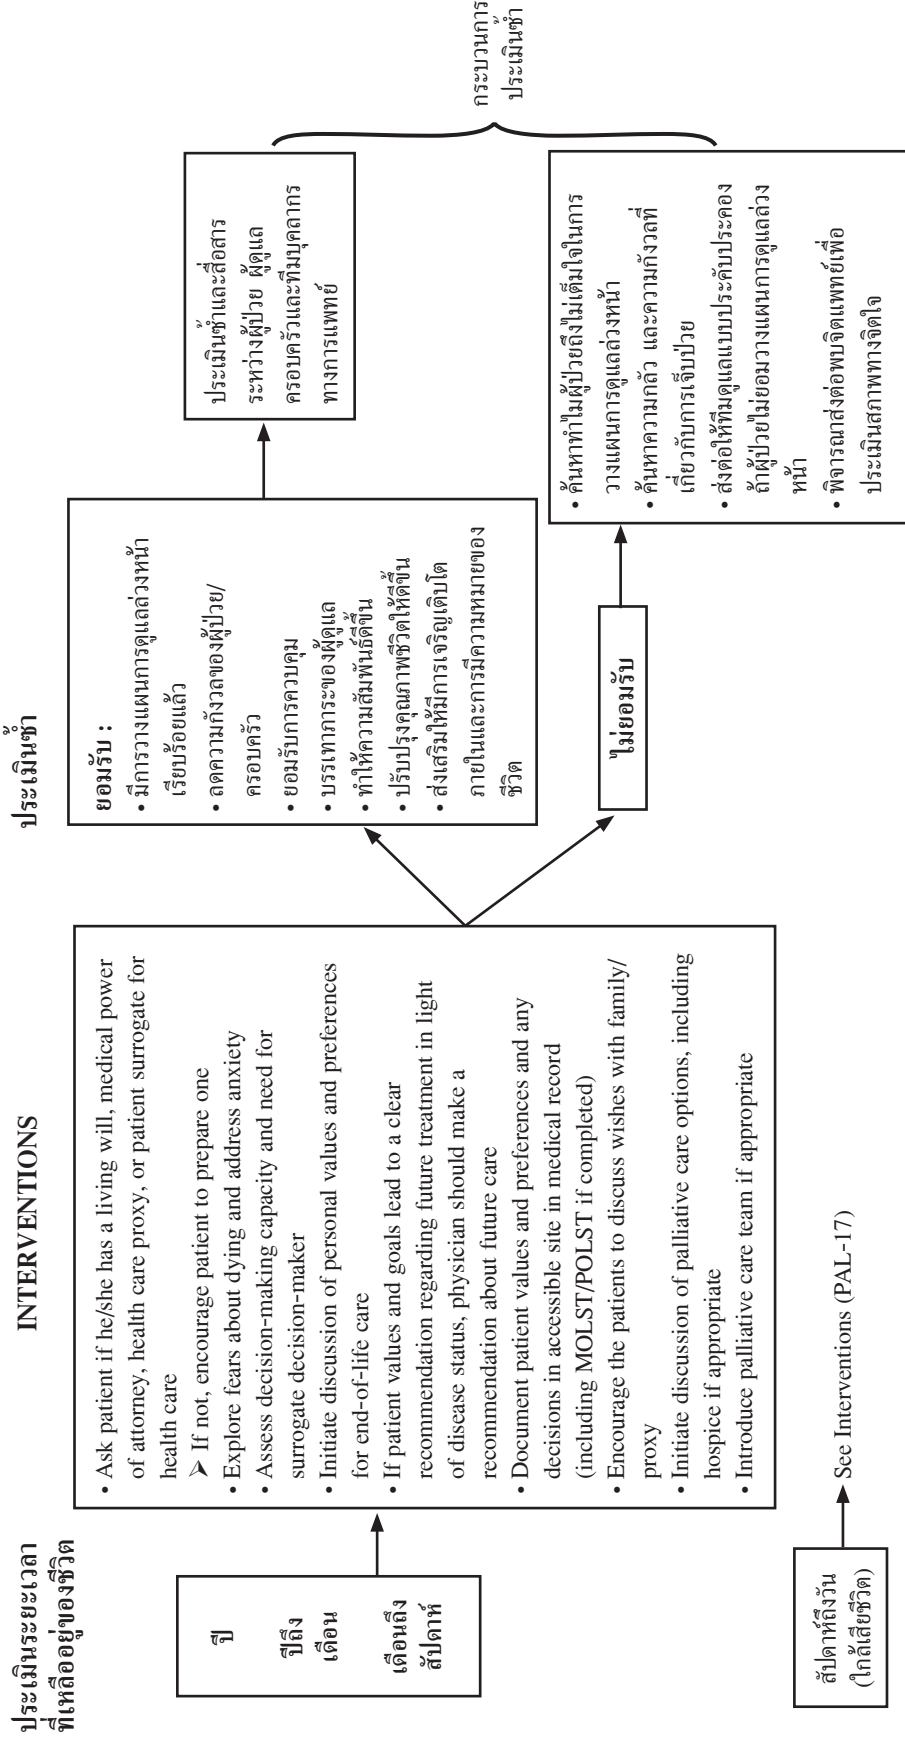 ประเมินระยะเวลา
ที่เหลืออยู่ของชีวิต
INTERVENTIONS
ประเมินซ้ำ
ปี
ปีถึง
เดือน
เดือนถึง
สัปดาห์
• Ask patient if he/she has a living will, medical power
of attorney, health care proxy, or patient surrogate for
health care
➢ If not, encourage patient to prepare one
• Explore fears about dying and address anxiety
• Assess decision-making capacity and need for
surrogate decision-maker
• Initiate discussion of personal values and preferences
for end-of-life care
• If patient values and goals lead to a clear
recommendation regarding future treatment in light
of disease status, physician should make a
recommendation about future care
• Document patient values and preferences and any
decisions in accessible site in medical record
(including MOLST/POLST if completed)
• Encourage the patients to discuss wishes with family/
proxy
• Initiate discussion of palliative care options, including
hospice if appropriate
• Introduce palliative care team if appropriate
ยอมรับ :
• มีการวางแผนการดูแลล่วงหน้า
เรียบร้อยแล้ว
• ลดความกังวลของผู้ป่วย/
ครอบครัว
• ยอมรับการควบคุม
• บรรเทาภาระของผู้ดูแล
• ทำให้ความสัมพันธ์ดีขึ้น
• ปรับปรุงคุณภาพชีวิตให้ดีขึ้น
• ส่งเสริมให้มีการเจริญเติบโต
ภายในและการมีความหมายของ
ชีวิต
ประเมินซ้ำและสื่อสาร
ระหว่างผู้ป่วย ผู้ดูแล
ครอบครัวและทีมบุคลากร
ทางการแพทย์
ไม่ยอมรับ
• ค้นหาทำไมผู้ป่วยถึงไม่เต็มใจในการ
วางแผนการดูแลล่วงหน้า
• ค้นหาความกลัว และความกังวลที่
เกี่ยวกับการเจ็บป่วย
• ส่งต่อให้ทีมดูแลแบบประคับประคอง
ถ้าผู้ป่วยไม่ยอมวางแผนการดูแลล่วง
หน้า
• พิจารณาส่งต่อพบจิตแพทย์เพื่อ
ประเมินสภาพทางจิตใจ
กระบวนการ
ประเมินซ้ำ
สัปดาห์ถึงวัน
(ใกล้เสียชีวิต)
See Interventions (PAL-17)